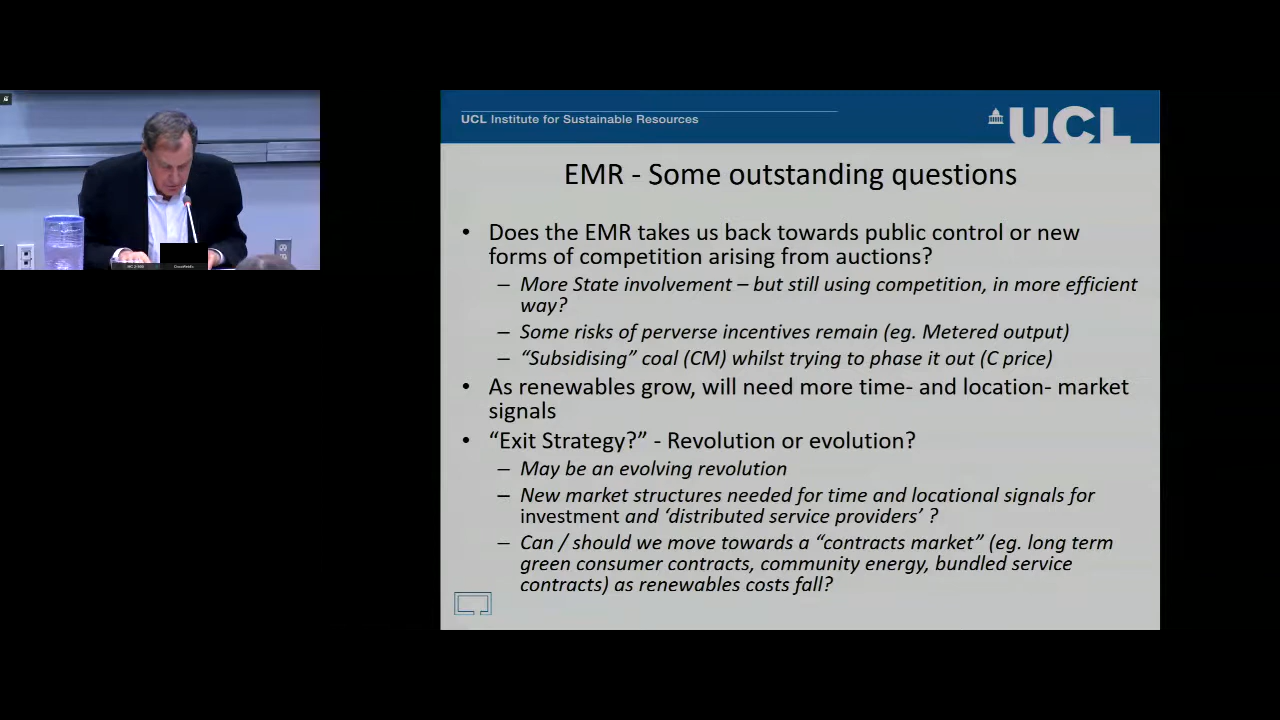 UCL Institute for Sustainable Resources
UCL
EMR - Some outstanding questions
• Does the EMR takes us back towards public control or new
forms of competition arising from auctions?
– More State involvement – but still using competition, in more efficient
way?
– Some risks of perverse incentives remain (eg. Metered output)
– “Subsidising” coal (CM) whilst trying to phase it out (C price)
• As renewables grow, will need more time- and location- market
signals
• “Exit Strategy?” - Revolution or evolution?
– May be an evolving revolution
– New market structures needed for time and locational signals for
investment and ‘distributed service providers’ ?
– Can / should we move towards a “contracts market” (eg. long term
green consumer contracts, community energy, bundled service
contracts) as renewables costs fall?